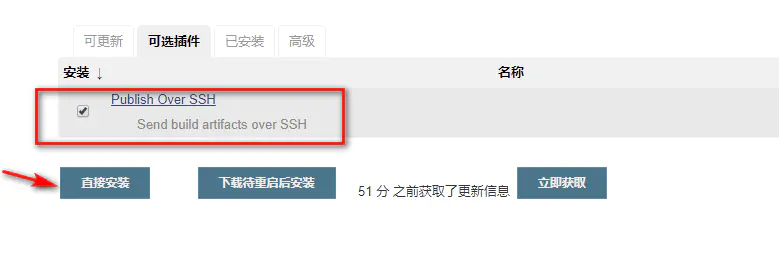 可更新 可选插件 已安装 高级
安装 ↓ 名称
Publish Over SSH
Send build artifacts over SSH
直接安装 下载待重启后安装 51 分 之前获取了更新信息 立即获取